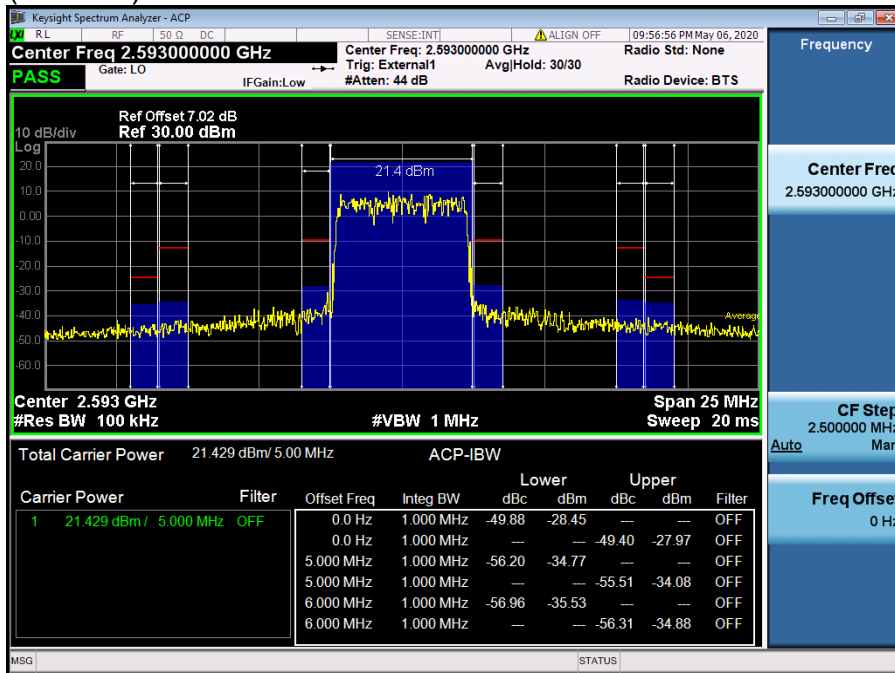 Keysight Spectrum Analyzer - ACP
LXI RL RF 50 Ω DC SENSE:INT ALIGN OFF 09:56:56 PM May 06, 2020
Center Freq 2.593000000 GHz
Center Freq: 2.593000000 GHz Radio Std: None
Gate: LO Trig: External1 Avg|Hold: 30/30
PASS IFGain:Low #Atten: 44 dB Radio Device: BTS
Ref Offset 7.02 dB
10 dB/div Ref 30.00 dBm
Log
20.0
21.4 dBm
10.0
0.00
-10.0
-20.0
-30.0
-40.0
Average
-50.0
-60.0
Center 2.593 GHz Span 25 MHz
#Res BW 100 kHz #VBW 1 MHz Sweep 20 ms
Total Carrier Power 21.429 dBm/ 5.00 MHz ACP-IBW
Lower Upper
Carrier Power Filter Offset Freq Integ BW dBc dBm dBc dBm Filter
1 21.429 dBm / 5.000 MHz OFF 0.0 Hz 1.000 MHz -49.88 -28.45 --- --- OFF
0.0 Hz 1.000 MHz --- --- -49.40 -27.97 OFF
5.000 MHz 1.000 MHz -56.20 -34.77 --- --- OFF
5.000 MHz 1.000 MHz --- --- -55.51 -34.08 OFF
6.000 MHz 1.000 MHz -56.96 -35.53 --- --- OFF
6.000 MHz 1.000 MHz --- --- -56.31 -34.88 OFF
MSG STATUS
Frequency
Center Freq
2.593000000 GHz
CF Step
2.500000 MHz
Auto Man
Freq Offset
0 Hz